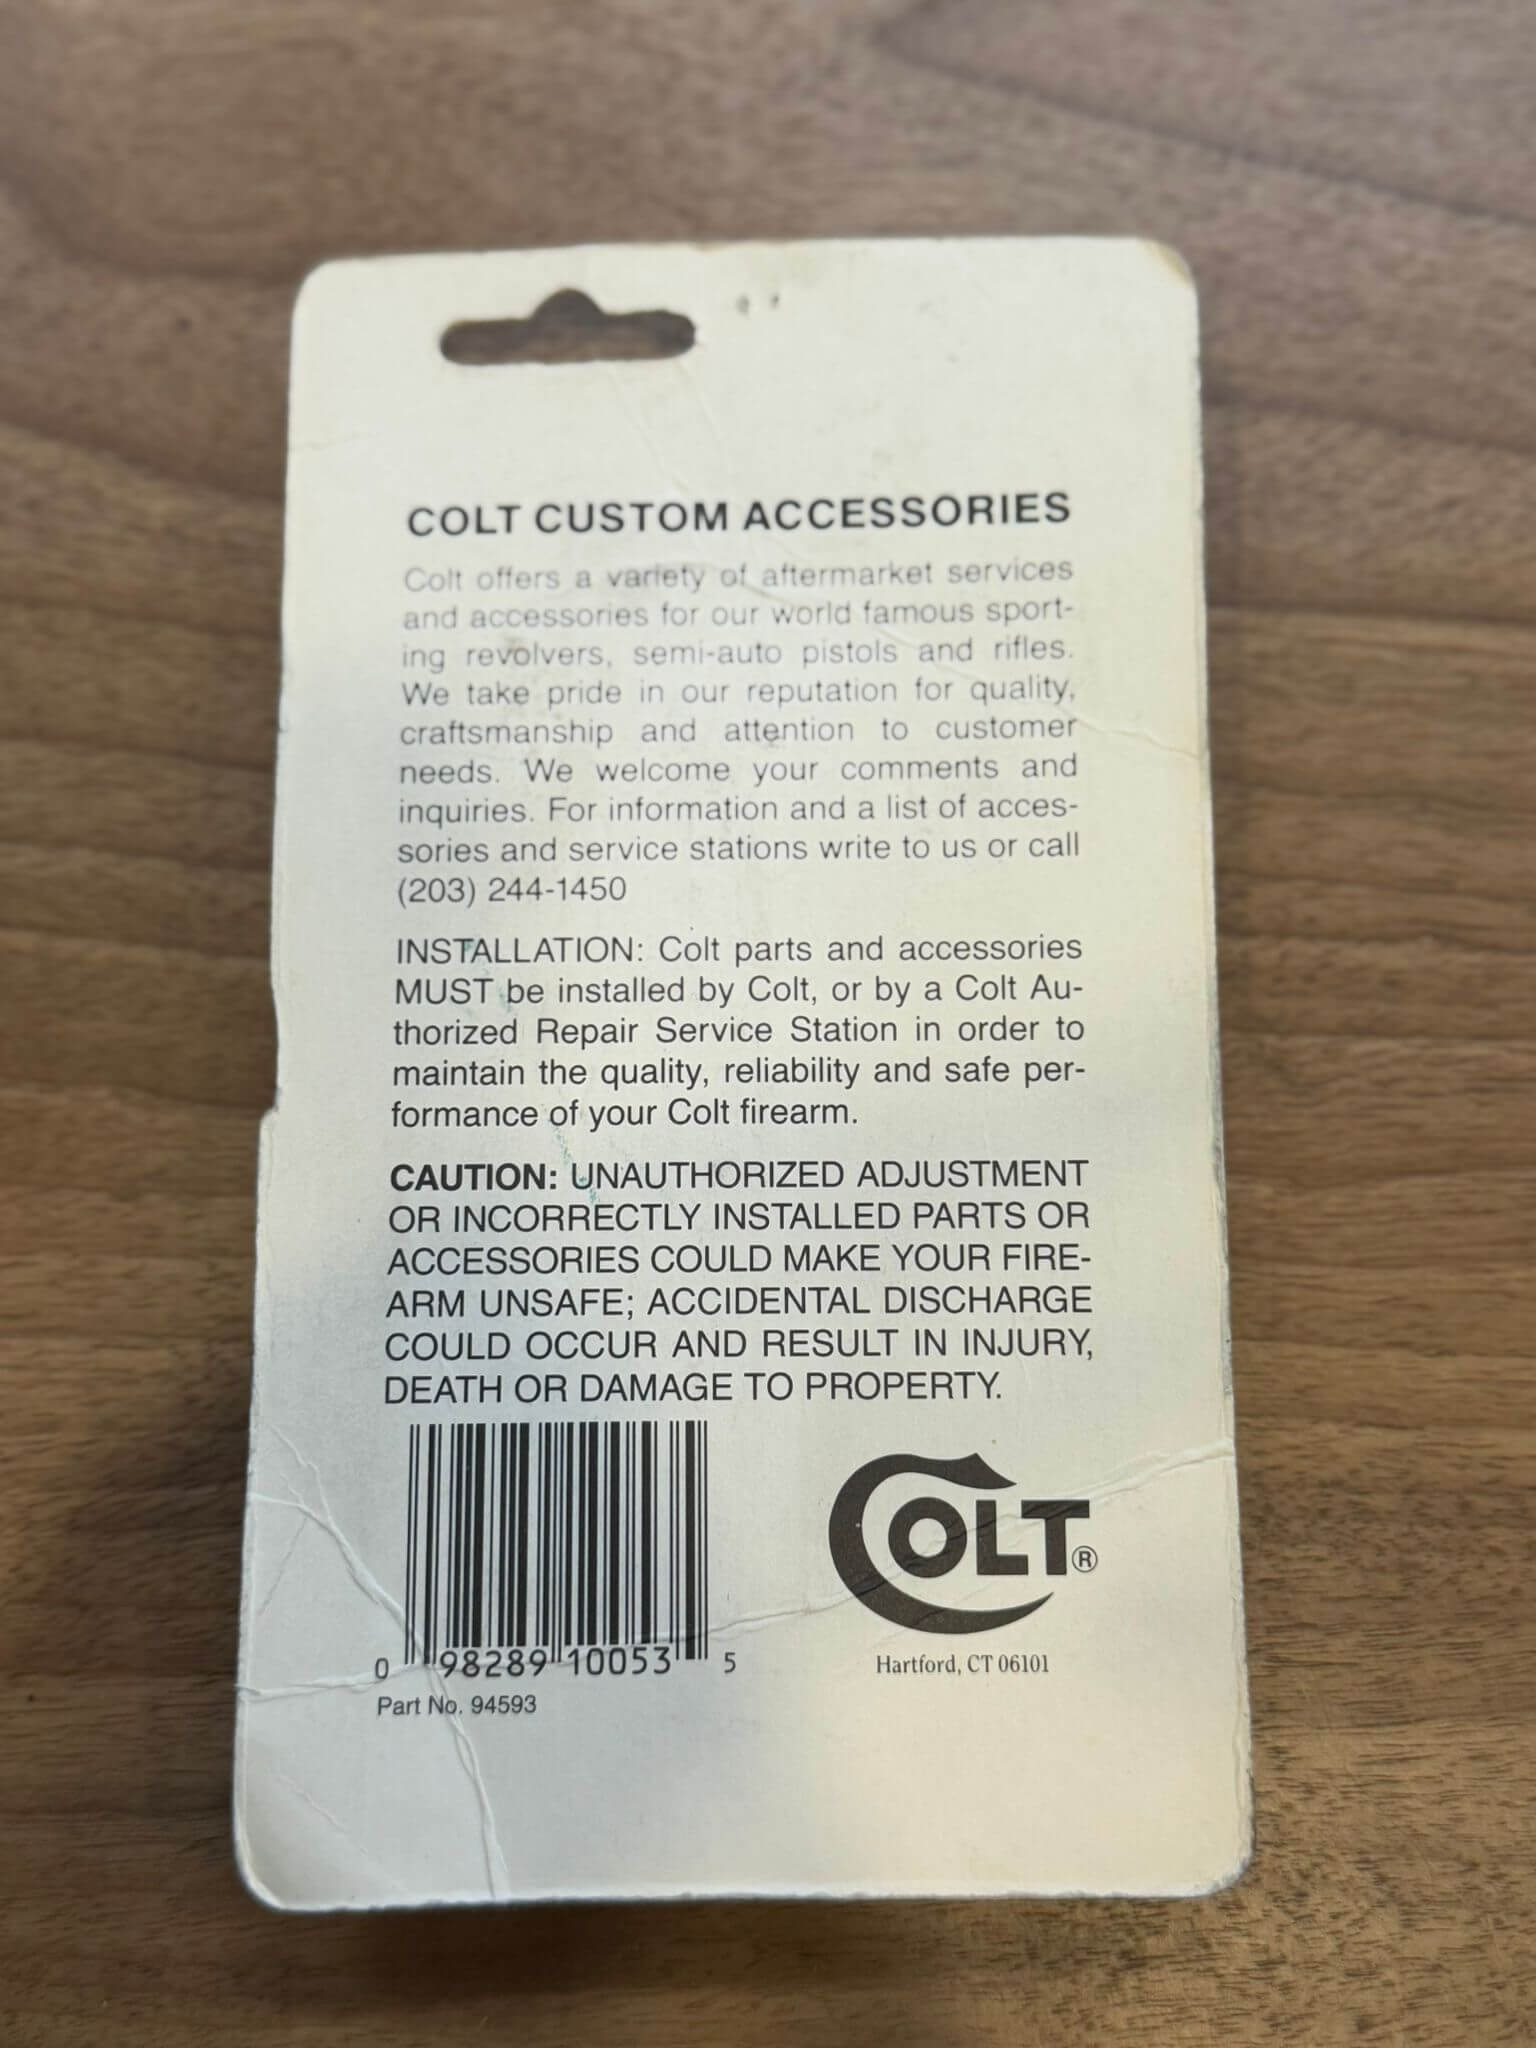 COLT CUSTOM ACCESSORIES
Colt offers a variety of aftermarket services
and accessories for our world famous sport-
ing revolvers, semi-auto pistols and rifles.
We take pride in our reputation for quality,
craftsmanship and attention to customer
needs. We welcome your comments and
inquiries. For information and a list of acces-
sories and service stations write to us or call
(203) 244-1450
INSTALLATION: Colt parts and accessories
MUST be installed by Colt, or by a Colt Au-
thorized Repair Service Station in order to
maintain the quality, reliability and safe per-
formance of your Colt firearm.
CAUTION: UNAUTHORIZED ADJUSTMENT
OR INCORRECTLY INSTALLED PARTS OR
ACCESSORIES COULD MAKE YOUR FIRE-
ARM UNSAFE; ACCIDENTAL DISCHARGE
COULD OCCUR AND RESULT IN INJURY,
DEATH OR DAMAGE TO PROPERTY.
0 98289 10053 5
Part No. 94593
COLT®
Hartford, CT 06101